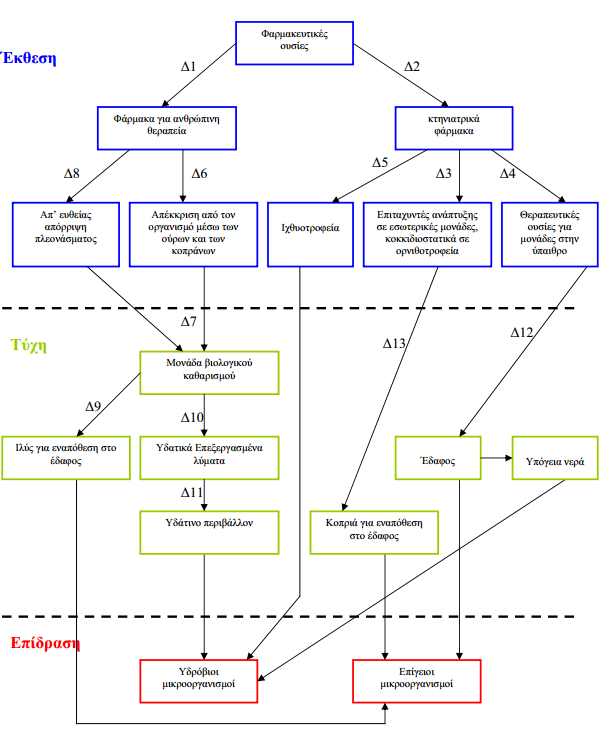 Φαρμακευτικές
ουσίες
Έκθεση
Δ1
Δ2
Φάρμακα για ανθρώπινη
θεραπεία
κτηνιατρικά
φάρμακα
Δ8
Δ6
Δ5
Δ3
Δ4
Απ’ ευθείας
απόρριψη
πλεονάσματος
Απέκκριση από τον
οργανισμό μέσω των
ούρων και των
κοπράνων
Ιχθυοτροφεία
Επιταχυντές ανάπτυξης
σε εσωτερικές μονάδες,
κοκκιδιοστατικά σε
ορνιθοτροφεία
Θεραπευτικές
ουσίες για
μονάδες στην
ύπαιθρο
Δ7
Δ12
Τύχη
Δ13
Μονάδα βιολογικού
καθαρισμού
Δ9
Δ10
Ιλύς για εναπόθεση στο
έδαφος
Υδατικά Επεξεργασμένα
λύματα
Έδαφος
Υπόγεια νερά
Δ11
Υδάτινο περιβάλλον
Κοπριά για εναπόθεση
στο έδαφος
Επίδραση
Υδρόβιοι
μικροοργανισμοί
Επίγειοι
μικροοργανισμοί